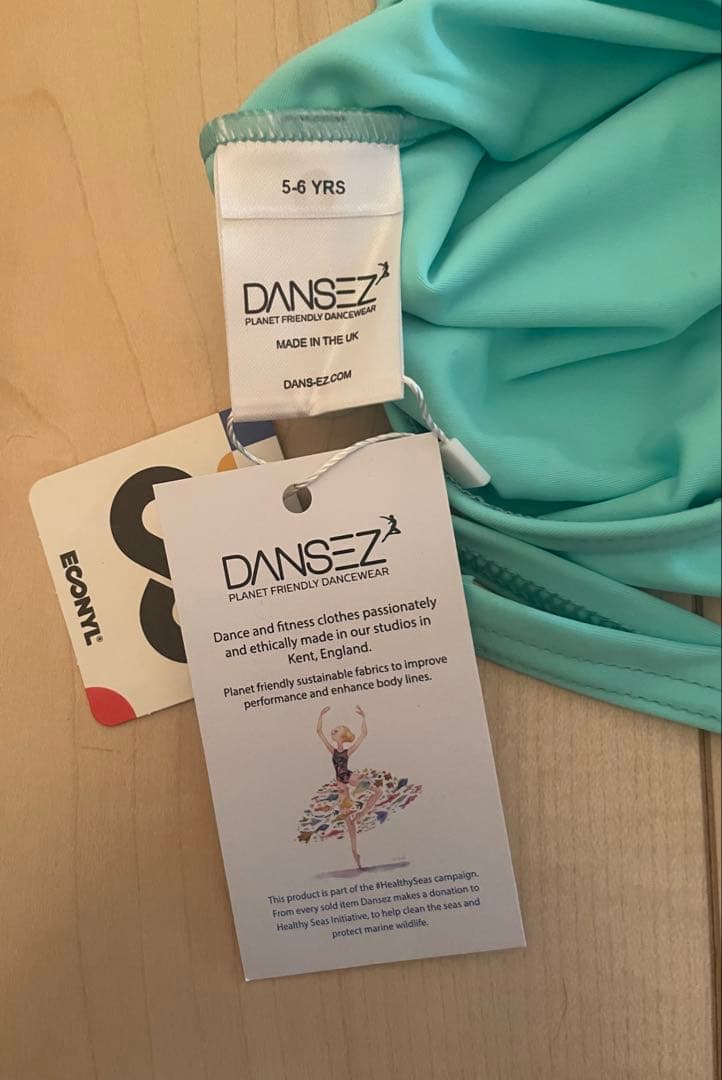 5-6 YRS
DANSEZ
PLANET FRIENDLY DANCEWEAR
MADE IN THE UK
DANS-EZ.COM
ECONYL®
DANSEZ
PLANET FRIENDLY DANCEWEAR
Dance and fitness clothes passionately
and ethically made in our studios in
Kent, England.
Planet friendly sustainable fabrics to improve
performance and enhance body lines.
This product is part of the #HealthySeas campaign.
From every sold item Dansez makes a donation to
Healthy Seas Initiative, to help clean the seas and
protect marine wildlife.